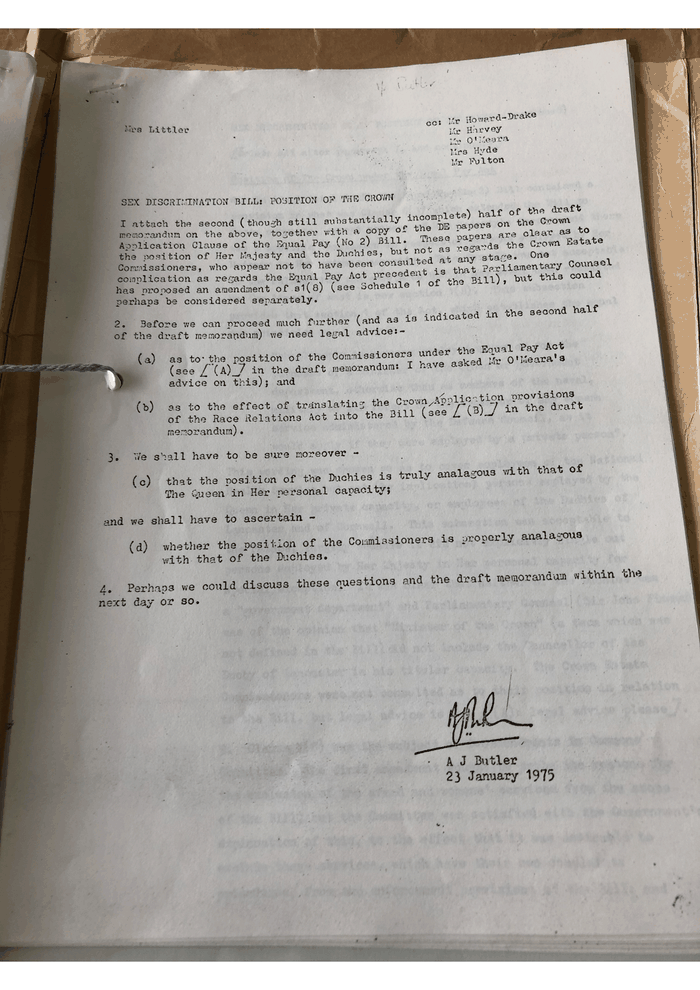 Mr Butler
Mrs Littler
cc: Mr Howard-Drake
Mr Harvey
Mr O'Meara
Mrs Hyde
Mr Fulton
SEX DISCRIMINATION BILL: POSITION OF THE CROWN
I attach the second (though still substantially incomplete) half of the draft
memorandum on the above, together with a copy of the DE papers on the Crown
Application Clause of the Equal Pay (No 2) Bill. These papers are clear as to
the position of Her Majesty and the Duchies, but not as regards the Crown Estate
Commissioners, who appear not to have been consulted at any stage. One
complication as regards the Equal Pay Act precedent is that Parliamentary Counsel
has proposed an amendment of s1(8) (see Schedule 1 of the Bill), but this could
perhaps be considered separately.
2. Before we can proceed much further (and as is indicated in the second half
of the draft memorandum) we need legal advice:-
(a) as to the position of the Commissioners under the Equal Pay Act
(see [(A)] in the draft memorandum: I have asked Mr O'Meara's
advice on this); and
(b) as to the effect of translating the Crown Application provisions
of the Race Relations Act into the Bill (see [(B)] in the draft
memorandum).
3. We shall have to be sure moreover -
(c) that the position of the Duchies is truly analagous with that of
The Queen in Her personal capacity;
and we shall have to ascertain -
(d) whether the position of the Commissioners is properly analagous
with that of the Duchies.
4. Perhaps we could discuss these questions and the draft memorandum within the
next day or so.
A J Butler
23 January 1975